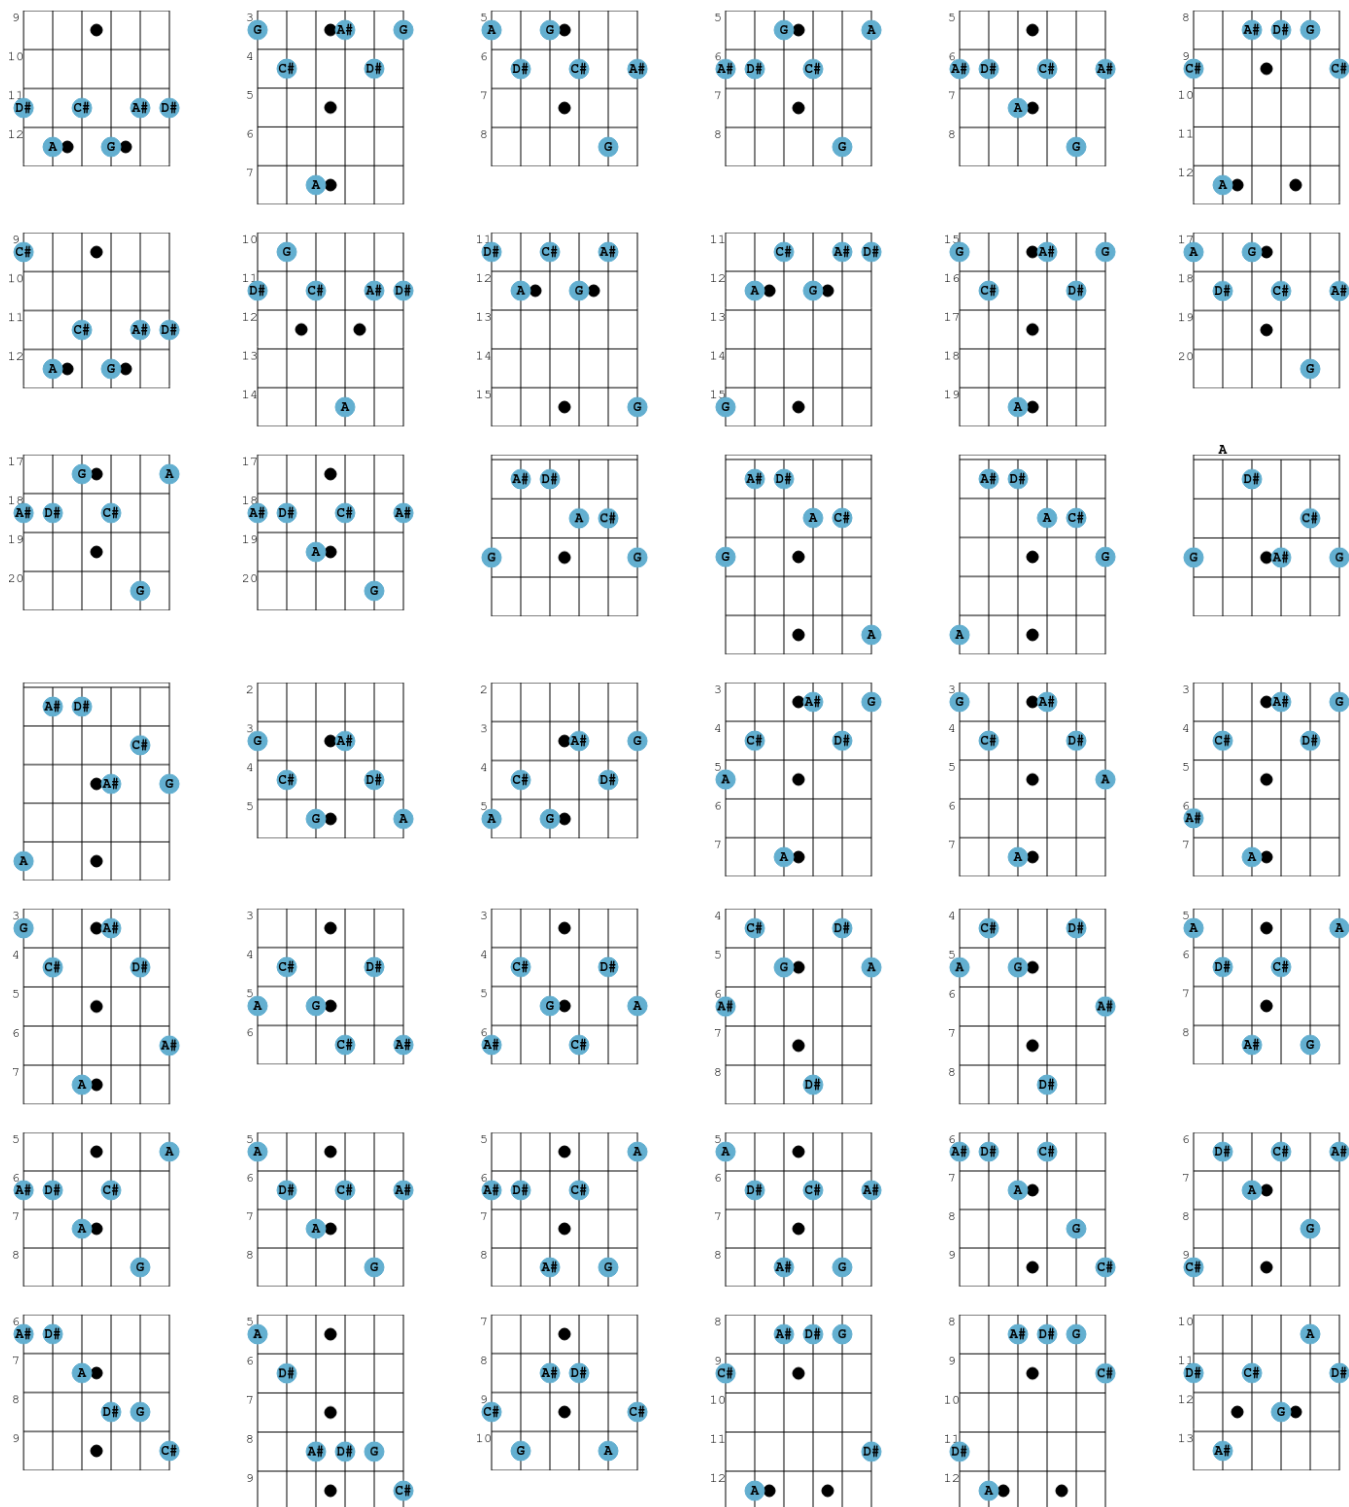 9
10
11 D# C# A# D#
12 A G
3 G A# G
4 C# D#
5
6
7 A
5 A G
6 D# C# A#
7
8 G
5 G A
6 A# D# C#
7
8 G
5
6 A# D# C# A#
7 A
8 G
8 A# D# G
9 C# C#
10
11
12 A
9 C#
10
11 C# A# D#
12 A G
10 G
11 D# C# A# D#
12
13
14 A
11 D# C# A#
12 A G
13
14
15 G
11 C# A# D#
12 A G
13
14
15 G
15 G A# G
16 C# D#
17
18
19 A
17 A G
18 D# C# A#
19
20 G
17 G A
18 A# D# C#
19
20 G
17
18 A# D# C# A#
19 A
20 G
A# D#
A C#
G G
A# D#
A C#
G
A
A# D#
A C#
G
A
A
D#
C#
G A# G
A# D#
C#
A# G
A
2
3 G A#
4 C# D#
5 G A
2
3 A# G
4 C# D#
5 A G
3 A# G
4 C# D#
5 A
6
7 A
3 G A#
4 C# D#
5 A
6
7 A
3 A# G
4 C# D#
5
6 A#
7 A
3 G A#
4 C# D#
5
6 A#
7 A
3
4 C# D#
5 A G
6 C# A#
3
4 C# D#
5 G A
6 A# C#
4 C# D#
5 G A
6 A#
7
8 D#
4 C# D#
5 A G
6 A#
7
8 D#
5 A A
6 D# C#
7
8 A# G
5 A
6 A# D# C#
7 A
8 G
5 A
6 D# C# A#
7 A
8 G
5 A
6 A# D# C#
7
8 A# G
5 A
6 D# C# A#
7
8 A# G
6 A# D# C#
7 A
8 G
9 C#
6 D# C# A#
7 A
8 G
9 C#
6 A# D#
7 A
8 D# G
9 C#
5 A
6 D#
7
8 A# D# G
9 C#
7
8 A# D#
9 C# C#
10 G A
8 A# D# G
9 C#
10
11 D#
12 A
8 A# D# G
9 C#
10
11 D#
12 A
10 A
11 D# C# D#
12 G
13 A#